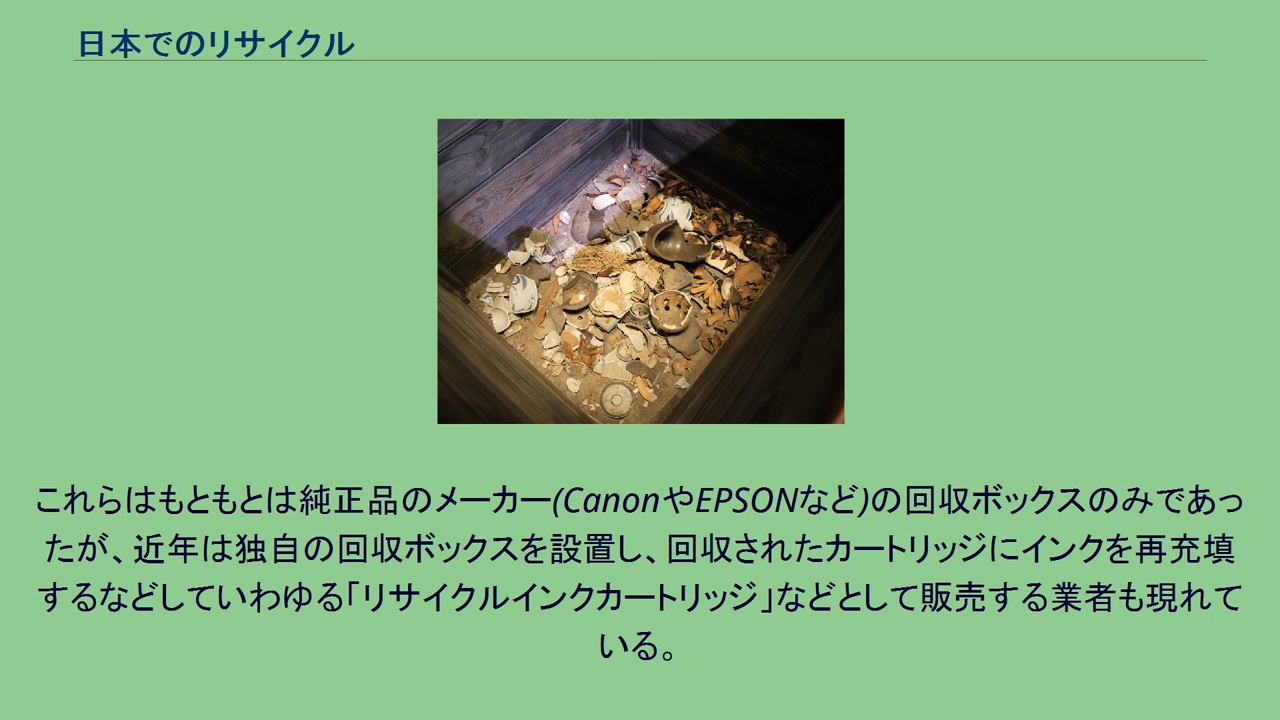 日本でのリサイクル
これらはもともとは純正品のメーカー(CanonやEPSONなど)の回収ボックスのみであっ
たが、近年は独自の回収ボックスを設置し、回収されたカートリッジにインクを再充填
するなどしていわゆる「リサイクルインクカートリッジ」などとして販売する業者も現れて
いる。